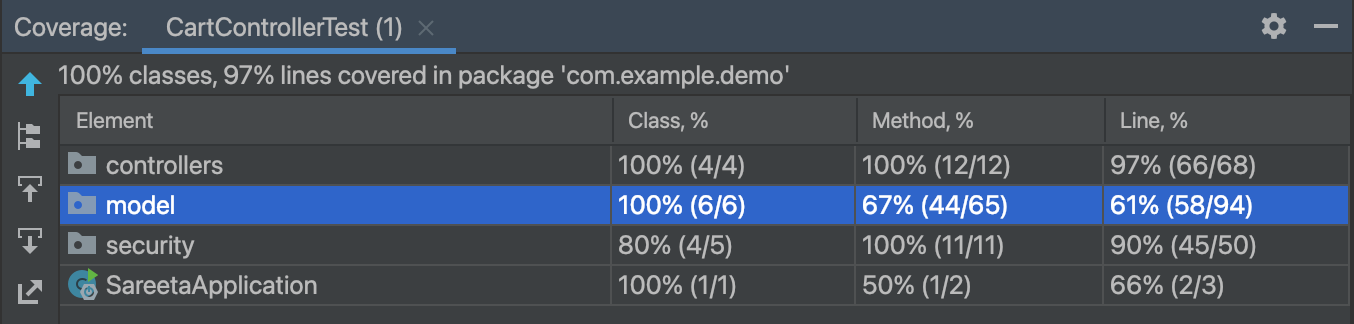 Coverage: CartControllerTest (1)
100% classes, 97% lines covered in package 'com.example.demo'
Element Class, % Method, % Line, %
controllers 100% (4/4) 100% (12/12) 97% (66/68)
model 100% (6/6) 67% (44/65) 61% (58/94)
security 80% (4/5) 100% (11/11) 90% (45/50)
SareetaApplication 100% (1/1) 50% (1/2) 66% (2/3)